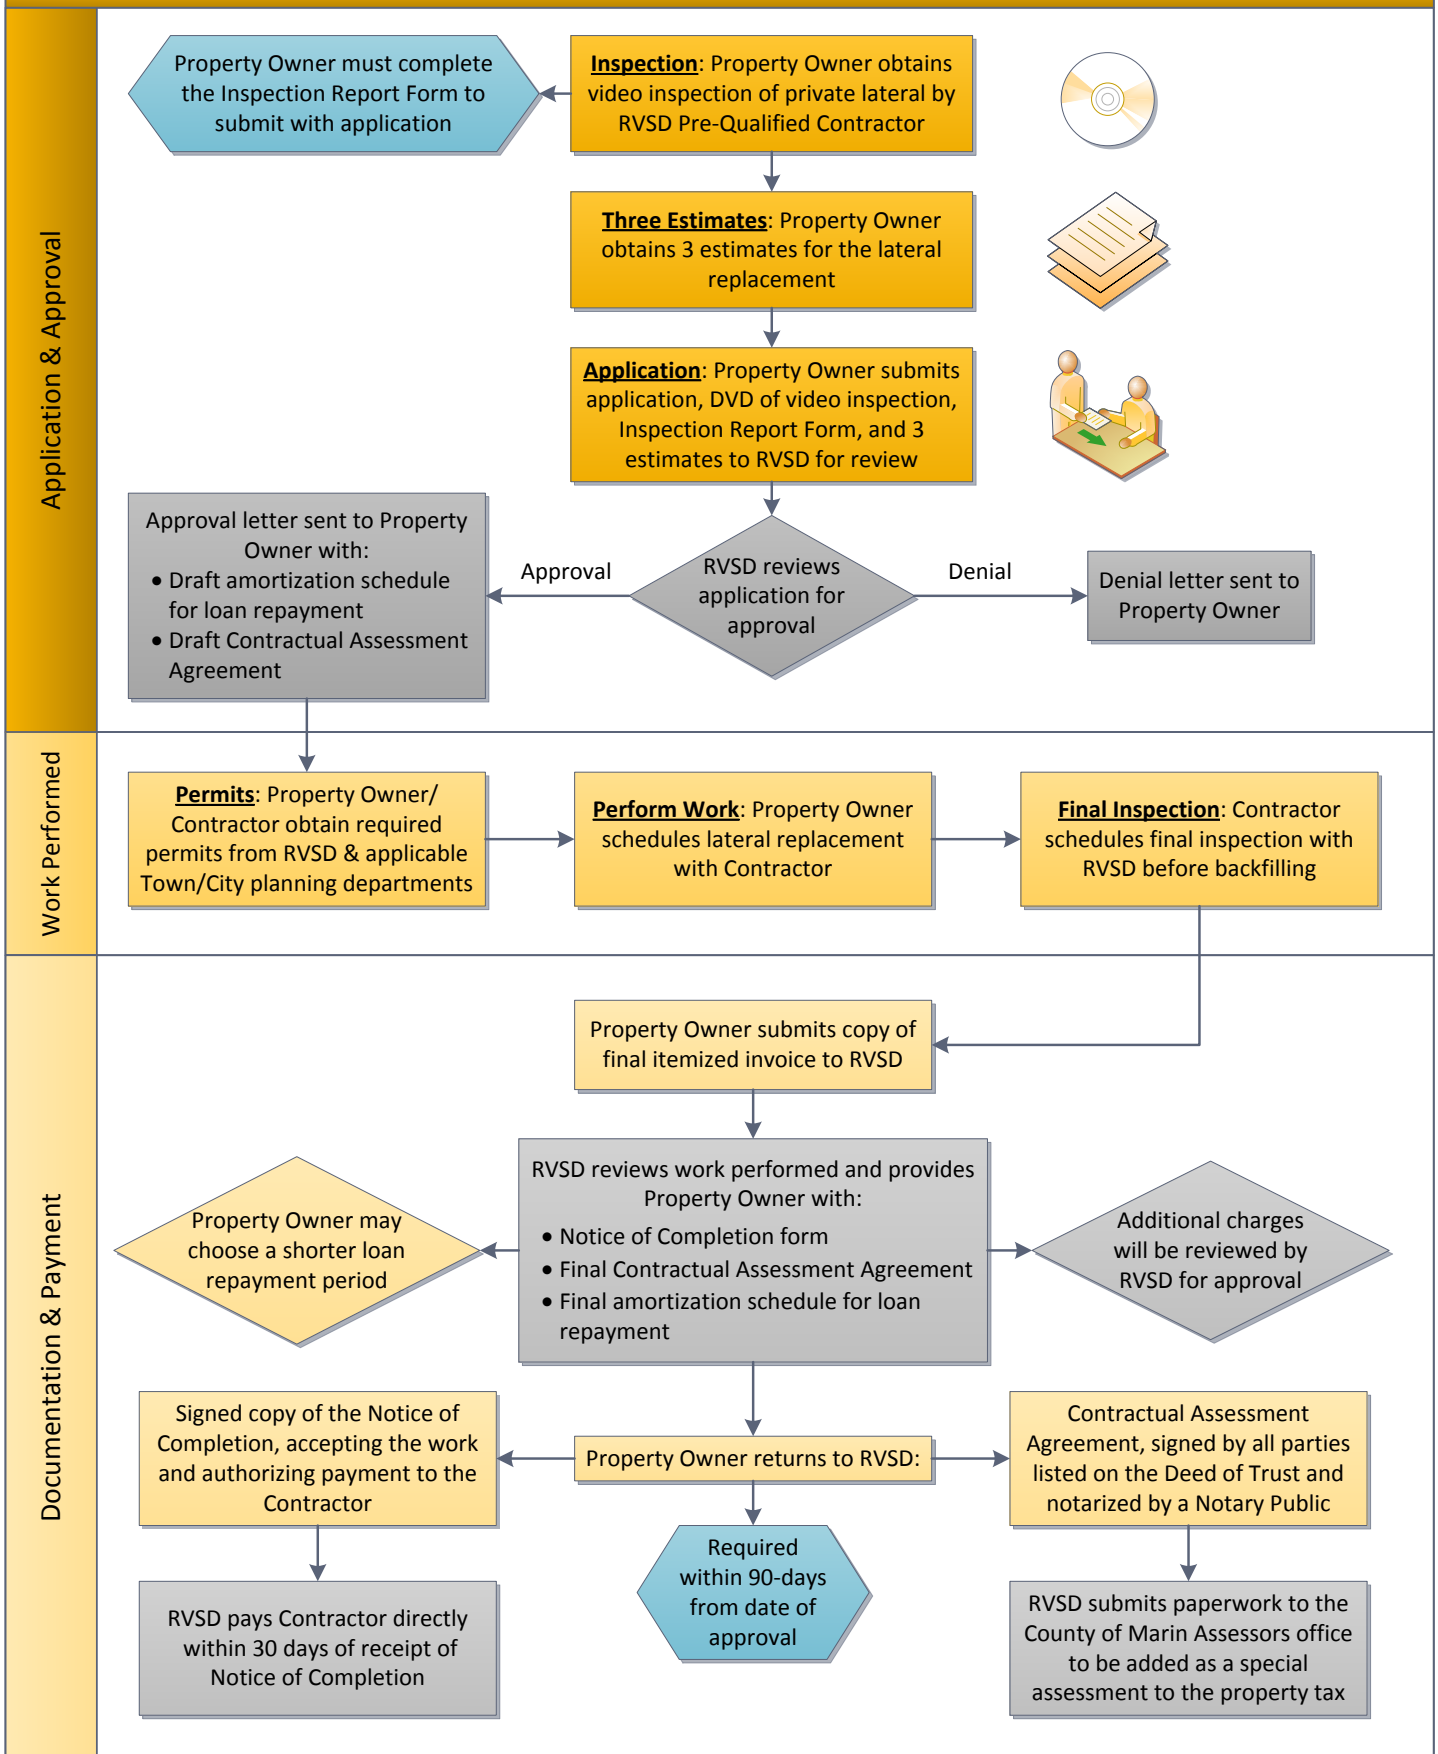 Application & Approval
Property Owner must complete
the Inspection Report Form to
submit with application
Inspection: Property Owner obtains
video inspection of private lateral by
RVSD Pre-Qualified Contractor
Three Estimates: Property Owner
obtains 3 estimates for the lateral
replacement
Application: Property Owner submits
application, DVD of video inspection,
Inspection Report Form, and 3
estimates to RVSD for review
Approval letter sent to Property
Owner with:
• Draft amortization schedule
for loan repayment
• Draft Contractual Assessment
Agreement
Approval
RVSD reviews
application for
approval
Denial
Denial letter sent to
Property Owner
Work Performed
Permits: Property Owner/
Contractor obtain required
permits from RVSD & applicable
Town/City planning departments
Perform Work: Property Owner
schedules lateral replacement
with Contractor
Final Inspection: Contractor
schedules final inspection with
RVSD before backfilling
Documentation & Payment
Property Owner submits copy of
final itemized invoice to RVSD
Property Owner may
choose a shorter loan
repayment period
RVSD reviews work performed and provides
Property Owner with:
• Notice of Completion form
• Final Contractual Assessment Agreement
• Final amortization schedule for loan
repayment
Additional charges
will be reviewed by
RVSD for approval
Signed copy of the Notice of
Completion, accepting the work
and authorizing payment to the
Contractor
Property Owner returns to RVSD:
Contractual Assessment
Agreement, signed by all parties
listed on the Deed of Trust and
notarized by a Notary Public
Required
within 90-days
from date of
approval
RVSD pays Contractor directly
within 30 days of receipt of
Notice of Completion
RVSD submits paperwork to the
County of Marin Assessors office
to be added as a special
assessment to the property tax